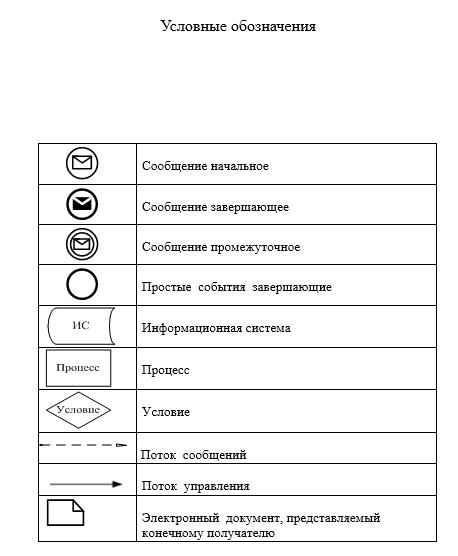 Условные обозначения
Сообщение начальное
Сообщение завершающее
Сообщение промежуточное
Простые события завершающие
ИС
Информационная система
Процесс
Процесс
Условие
Условие
Поток сообщений
Поток управления
Электронный документ, представляемый
конечному получателю